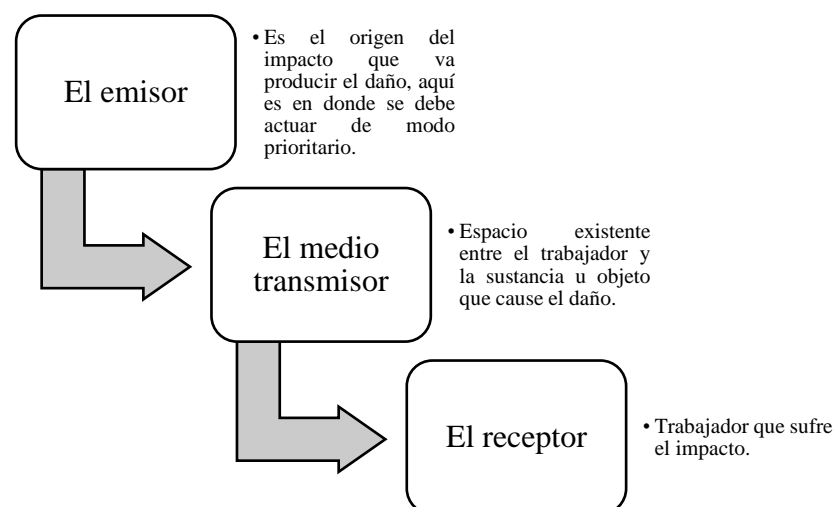 El emisor
• Es el origen del
impacto que va
producir el daño, aquí
es en donde se debe
actuar de modo
prioritario.
El medio
transmisor
• Espacio existente
entre el trabajador y
la sustancia u objeto
que cause el daño.
El receptor
• Trabajador que sufre
el impacto.